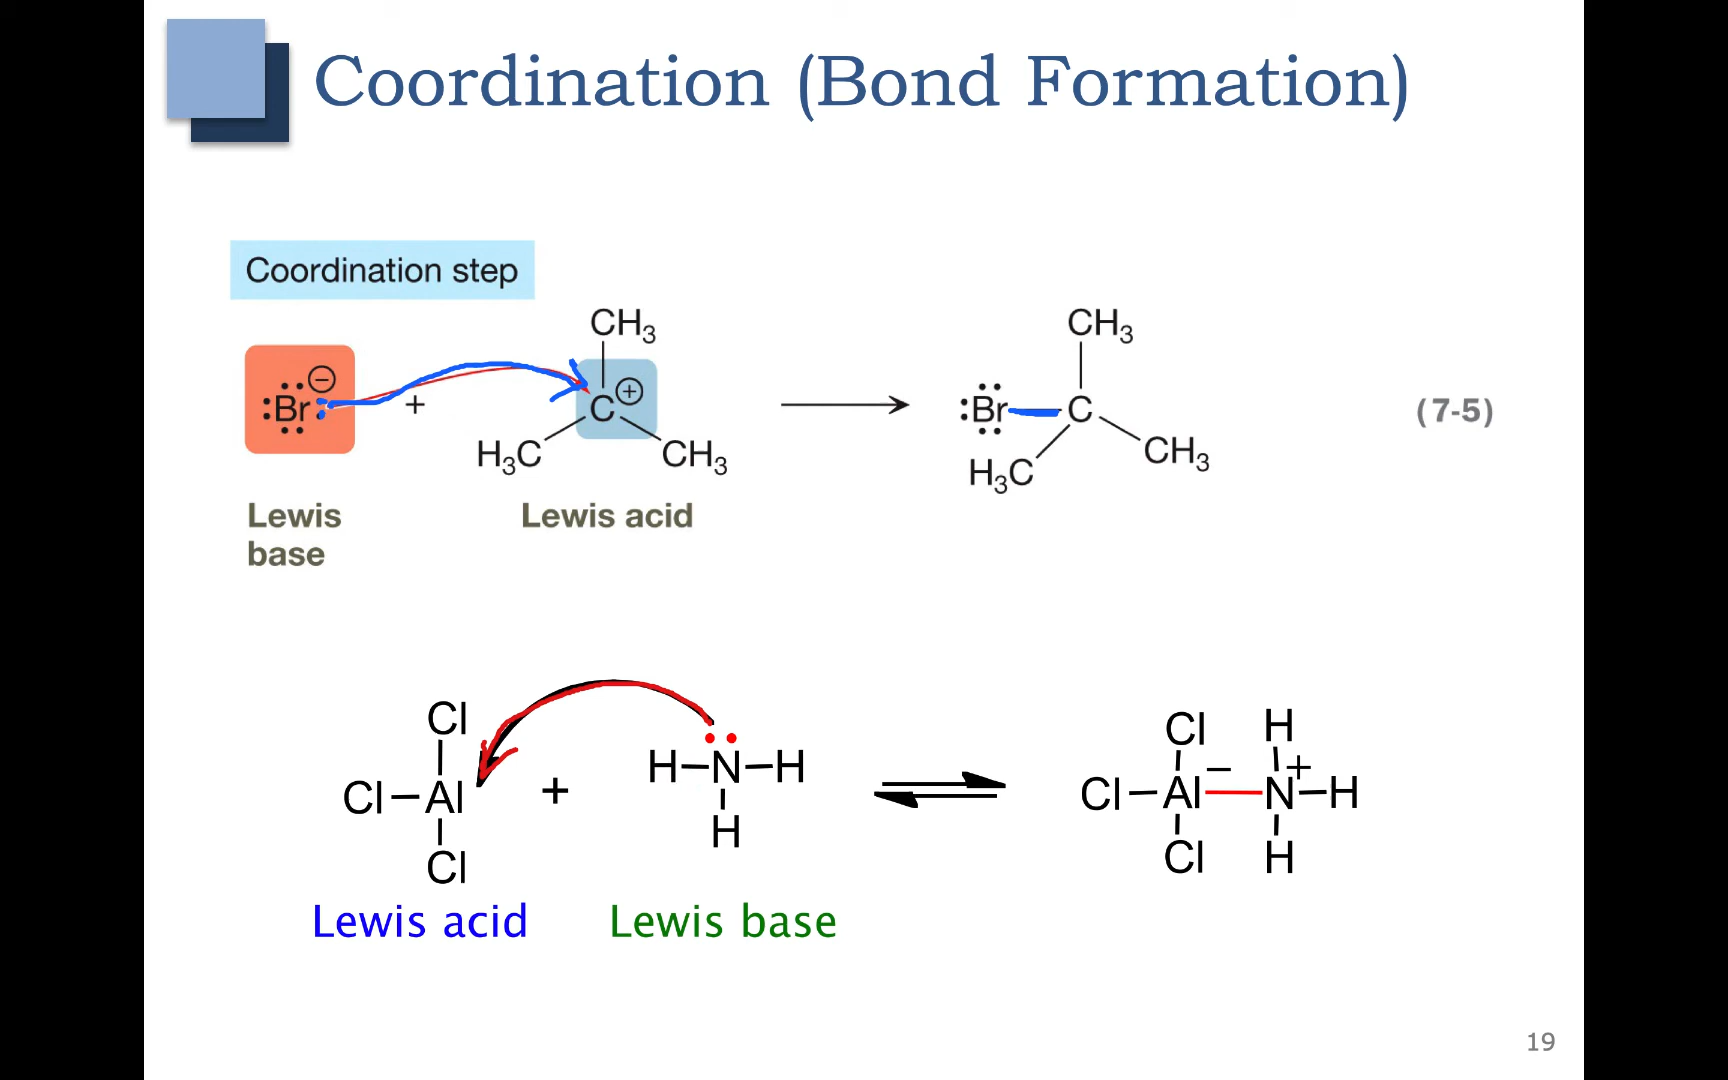 Coordination (Bond Formation)
Coordination step
:Br: ⊖ + CH₃ C⊕ H₃C CH₃ → :Br—C CH₃ H₃C CH₃ (7-5)
Lewis base
Lewis acid
Cl Cl—Al Cl + H—N—H H ⇌ Cl Cl—Al⁻—N⁺—H Cl H H
Lewis acid Lewis base
19